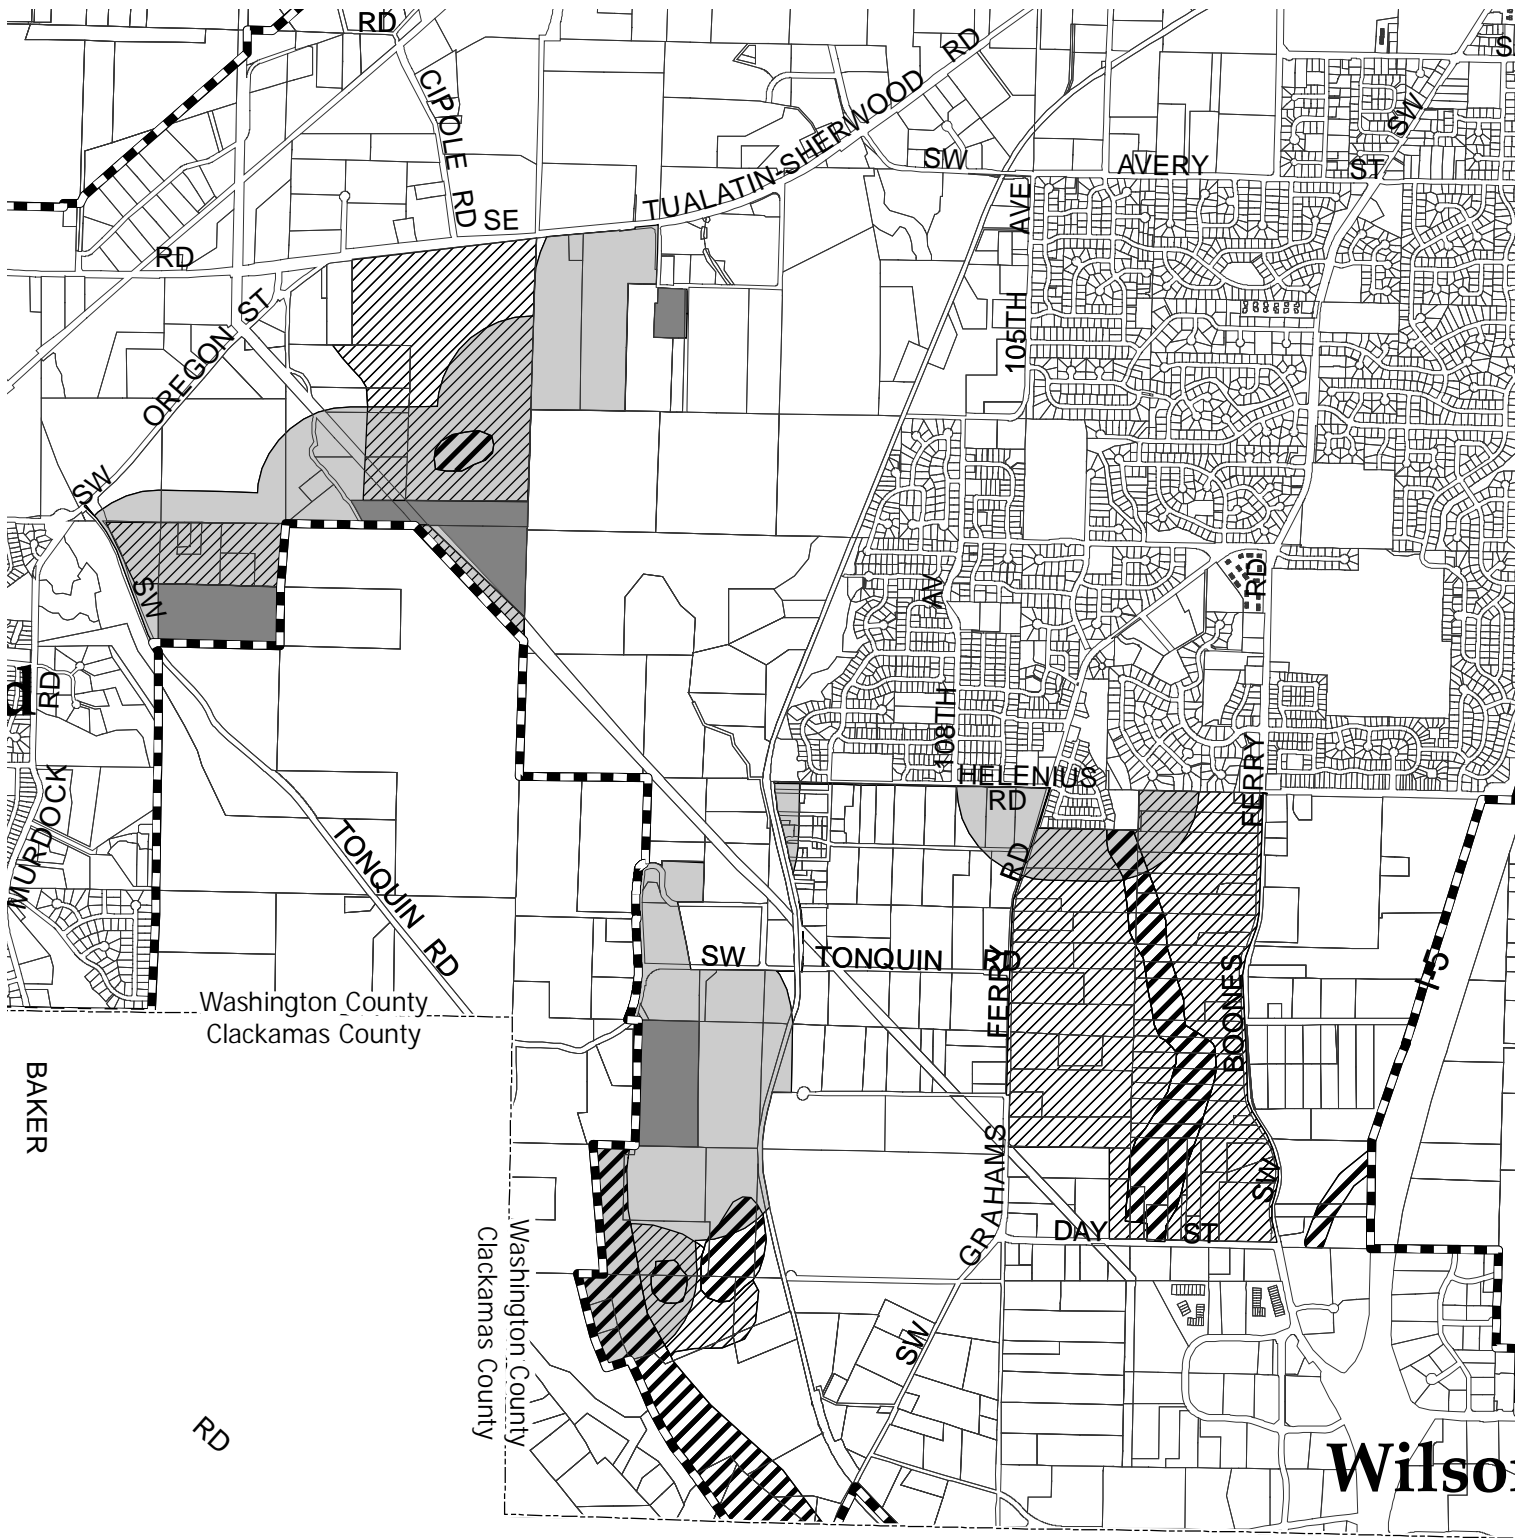 RD
CIPOLE RD
TUALATIN-SHERWOOD RD
SE
SW
AVERY
ST
SW
S
RD
AVE
105TH
OREGON ST
SW
SW
AV
108TH
RD
FERRY
BOONES
SW
d
RD
MURDOCK
HELENIUS
RD
RD
FERRY
GRAHAMS
SW
TONQUIN RD
SW
TONQUIN
RD
I-5
Washington County
Clackamas County
BAKER
RD
Washington County
Clackamas County
DAY
ST
Wilso